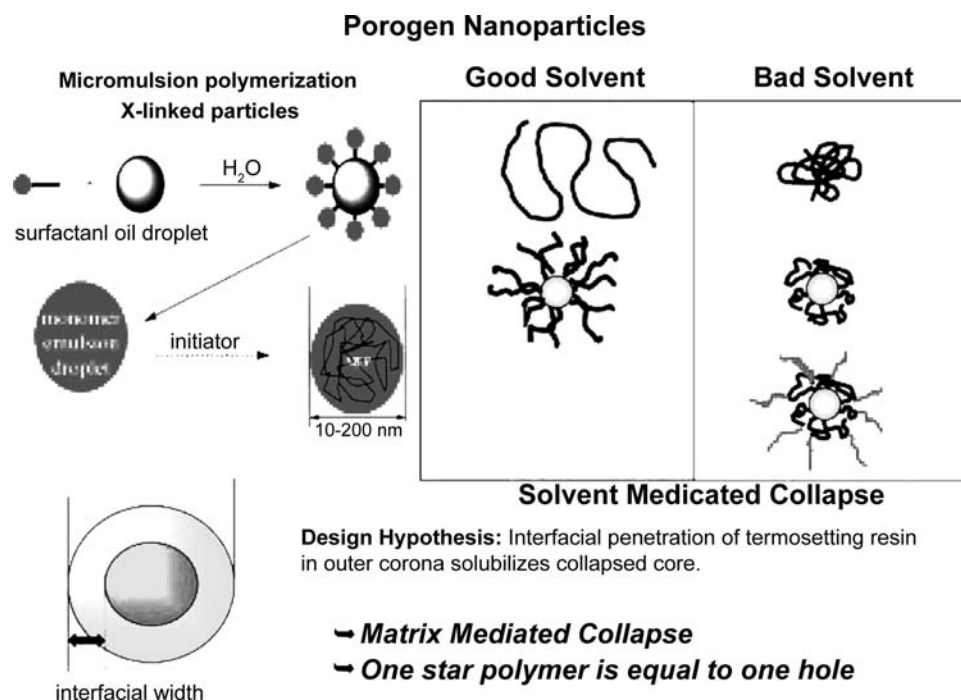 Porogen Nanoparticles
Micromulsion polymerization
X-linked particles
Good Solvent
Bad Solvent
H₂O
surfactanl oil droplet
monomer
emulsion
droplet
initiator
10-200 nm
Solvent Medicated Collapse
Design Hypothesis: Interfacial penetration of termosetting resin
in outer corona solubilizes collapsed core.
➥ Matrix Mediated Collapse
➥ One star polymer is equal to one hole
interfacial width